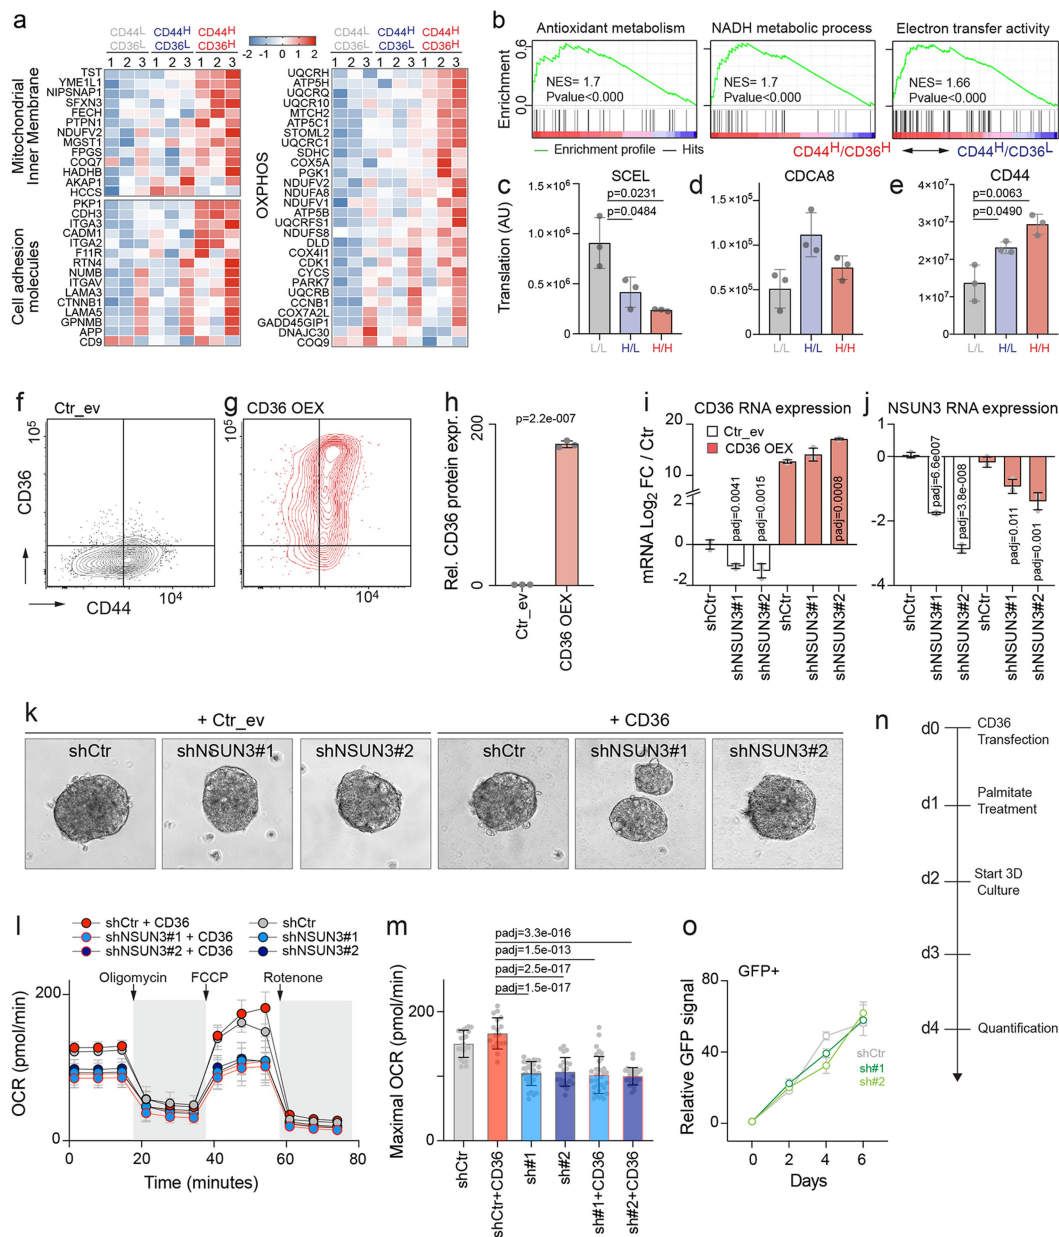 a
CD44L CD44H CD44H
CD36L CD36L CD36H
1 2 3 1 2 3 1 2 3
-2 -1 0 1 2
CD44L CD44H CD44H
CD36L CD36L CD36H
1 2 3 1 2 3 1 2 3
Mitochondrial
Inner Membrane
TST
YME1L1
NIPSNAP1
SFXN3
FECH
PTPN1
NDUFV2
MGST1
FPGS
COQ7
HADHB
AKAP1
HCCS
Cell adhesion
molecules
PKP1
CDH3
ITGA3
CADM1
ITGA2
F11R
RTN4
NUMB
ITGAV
LAMA3
CTNNB1
LAMA5
GPNMB
APP
CD9
OXPHOS
UQCRH
ATP5H
UQCRQ
UQCR10
MTCH2
ATP5C1
STOML2
UQCRC1
SDHC
COX5A
PGK1
NDUFV2
NDUFA8
NDUFV1
ATP5B
UQCRFS1
NDUFS8
DLD
COX4I1
CDK1
CYCS
PARK7
UQCRB
CCNB1
COX7A2L
GADD45GIP1
DNAJC30
COQ9
b
Antioxidant metabolism
NADH metabolic process
Electron transfer activity
Enrichment
0.6
0.0
NES= 1.7
Pvalue<0.000
NES= 1.7
Pvalue<0.000
NES= 1.66
Pvalue<0.000
Enrichment profile
Hits
CD44H/CD36H
CD44H/CD36L
c
SCEL
Translation (AU)
1.5×10⁶
1.0×10⁶
5.0×10⁵
0
p=0.0231
p=0.0484
L/L H/L H/H
d
CDCA8
1.5×10⁵
1.0×10⁵
0.5×10⁵
0
L/L H/L H/H
e
CD44
4×10⁷
3×10⁷
2×10⁷
1×10⁷
0
p=0.0063
p=0.0490
L/L H/L H/H
f
Ctr_ev
10⁵
CD36
CD44
10⁴
g
CD36 OEX
10⁵
10⁴
h
Rel. CD36 protein expr.
200
0
p=2.2e-007
Ctr_ev
CD36 OEX
i
CD36 RNA expression
Ctr_ev
CD36 OEX
mRNA Log₂ FC / Ctr
20
10
2
0
-2
padj=0.0041
padj=0.0015
padj=0.0008
shCtr
shNSUN3#1
shNSUN3#2
shCtr
shNSUN3#1
shNSUN3#2
j
NSUN3 RNA expression
0
-2
-4
padj=6.6e007
padj=3.8e-008
padj=0.011
padj=0.001
shCtr
shNSUN3#1
shNSUN3#2
shCtr
shNSUN3#1
shNSUN3#2
k
+ Ctr_ev
+ CD36
shCtr
shNSUN3#1
shNSUN3#2
shCtr
shNSUN3#1
shNSUN3#2
l
shCtr + CD36
shNSUN3#1 + CD36
shNSUN3#2 + CD36
shCtr
shNSUN3#1
shNSUN3#2
Oligomycin
FCCP
Rotenone
OCR (pmol/min)
200
0
0 20 40 60 80
Time (minutes)
m
padj=3.3e-016
padj=1.5e-013
padj=2.5e-017
padj=1.5e-017
Maximal OCR (pmol/min)
200
100
0
shCtr
shCtr+CD36
sh#1
sh#2
sh#1+CD36
sh#2+CD36
n
d0
CD36
Transfection
d1
Palmitate
Treatment
d2
Start 3D
Culture
d3
d4
Quantification
o
GFP+
Relative GFP signal
80
40
0
shCtr
sh#1
sh#2
0 2 4 6
Days